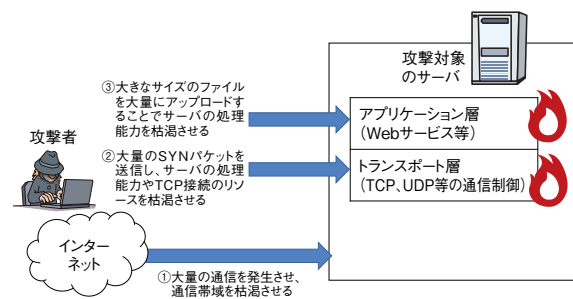 攻撃対象
のサーバ
③大きなサイズのファイル
を大量にアップロードす
ることでサーバの処理
能力を枯渇させる
アプリケーション層
(Webサービス等)
攻撃者
②大量のSYNパケットを
送信し、サーバの処理
能力やTCP接続のリソ
ースを枯渇させる
トランスポート層
(TCP、UDP等の通信制御)
インター
ネット
①大量の通信を発生させ、
通信帯域を枯渇させる